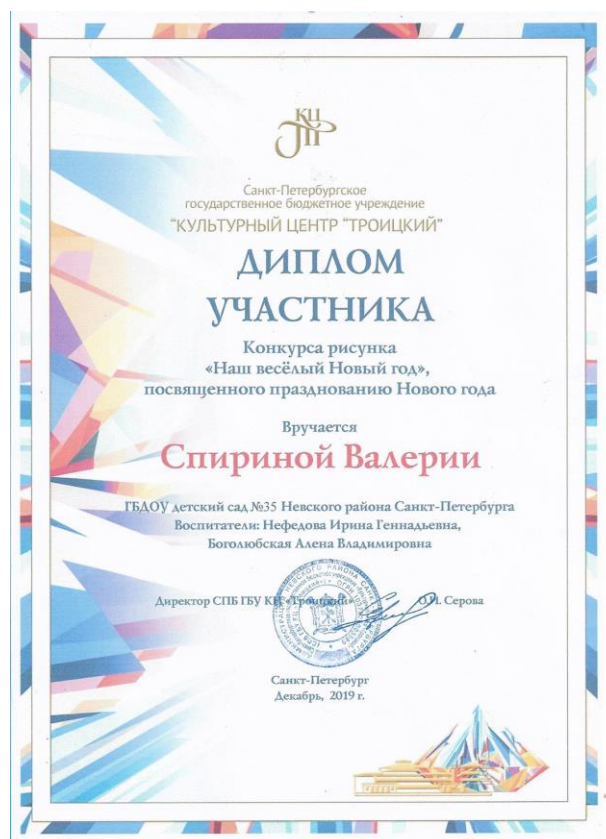 КЦ
ТР
Санкт-Петербургское
государственное бюджетное учреждение
"КУЛЬТУРНЫЙ ЦЕНТР "ТРОИЦКИЙ"
ДИПЛОМ
УЧАСТНИКА
Конкурса рисунка
«Наш весёлый Новый год»,
посвященного празднованию Нового года
Вручается
Спириной Валерии
ГБДОУ детский сад №35 Невского района Санкт-Петербурга
Воспитатели: Нефедова Ирина Геннадьевна,
Боголюбская Алена Владимировна
Директор СПБ ГБУ КЦ «Троицкий» О.И. Серова
Санкт-Петербург
Декабрь, 2019 г.